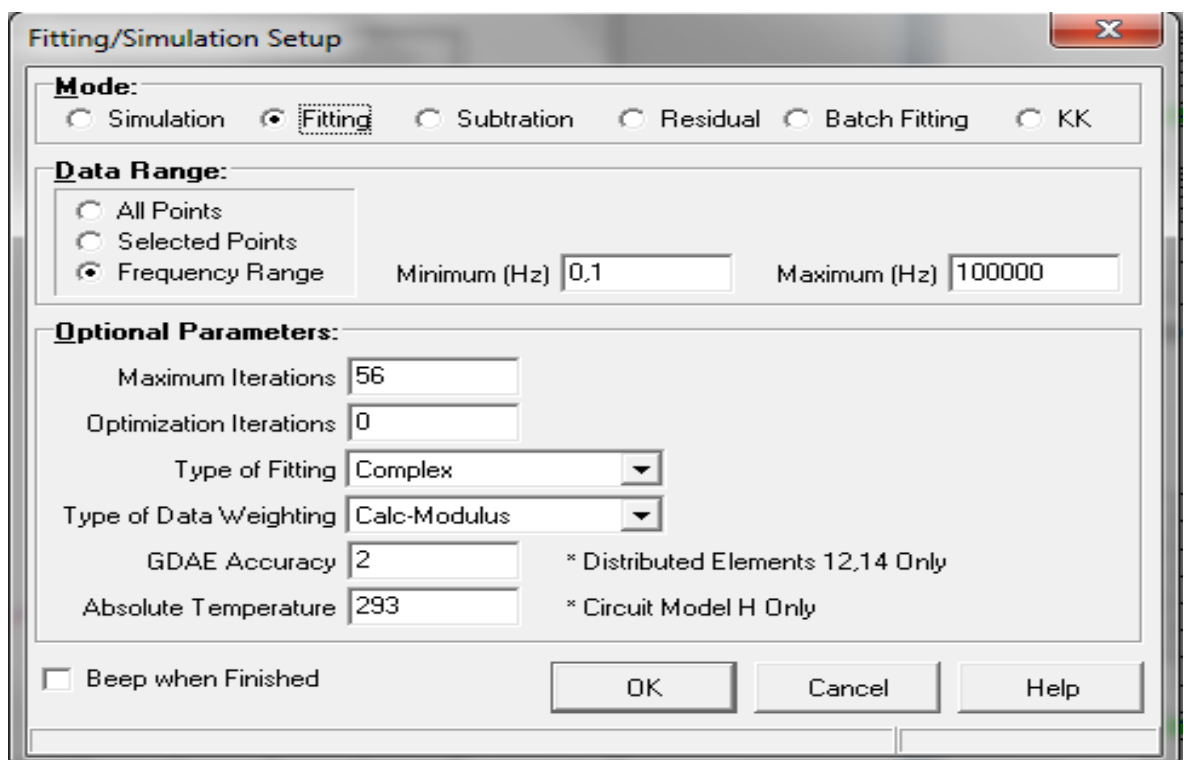 Fitting/Simulation Setup
Mode:
Simulation Fitting Subtration Residual Batch Fitting KK
Data Range:
All Points
Selected Points
Frequency Range Minimum (Hz) 0,1 Maximum (Hz) 100000
Optional Parameters:
Maximum Iterations 56
Optimization Iterations 0
Type of Fitting Complex
Type of Data Weighting Calc-Modulus
GDAE Accuracy 2 * Distributed Elements 12,14 Only
Absolute Temperature 293 * Circuit Model H Only
Beep when Finished OK Cancel Help